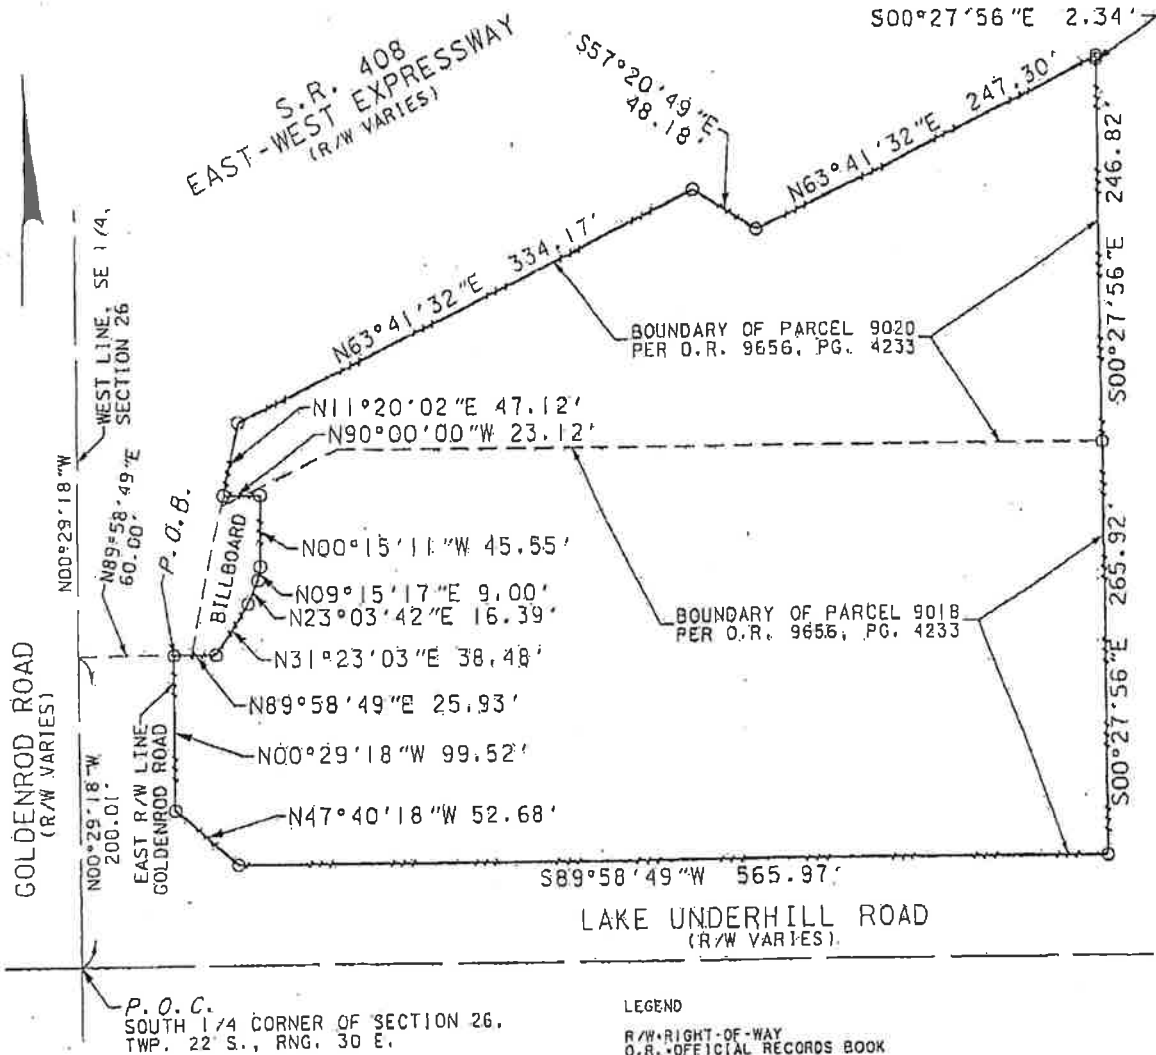 S00°27'56"E 2.34'
S.R. 408
EAST-WEST EXPRESSWAY
(R/W VARIES)
S57°20'49"E
48.18'
N63°41'32"E 247.30'
S00°27'56"E 246.82'
N63°41'32"E 334.17'
WEST LINE, SE 1/4,
SECTION 26
BOUNDARY OF PARCEL 9020
PER O.R. 9656, PG. 4233
N11°20'02"E 47.12'
N90°00'00"W 23.12'
N00°29'18"W
N89°58'49"E
60.00'
P.O.B.
BILLBOARD
N00°15'11"W 45.55'
N09°15'17"E 9.00'
N23°03'42"E 16.39'
N31°23'03"E 38.48'
N89°58'49"E 25.93'
BOUNDARY OF PARCEL 9018
PER O.R. 9656, PG. 4233
S00°27'56"E 265.92'
GOLDENROD ROAD
(R/W VARIES)
N00°29'18"W
200.01'
EAST R/W LINE
GOLDENROD ROAD
N00°29'18"W 99.52'
N47°40'18"W 52.68'
S89°58'49"W 565.97'
LAKE UNDERHILL ROAD
(R/W VARIES)
P.O.C.
SOUTH 1/4 CORNER OF SECTION 26,
TWP. 22 S., RNG. 30 E.
LEGEND
R/W=RIGHT-OF-WAY
O.R.=OFFICIAL RECORDS BOOK